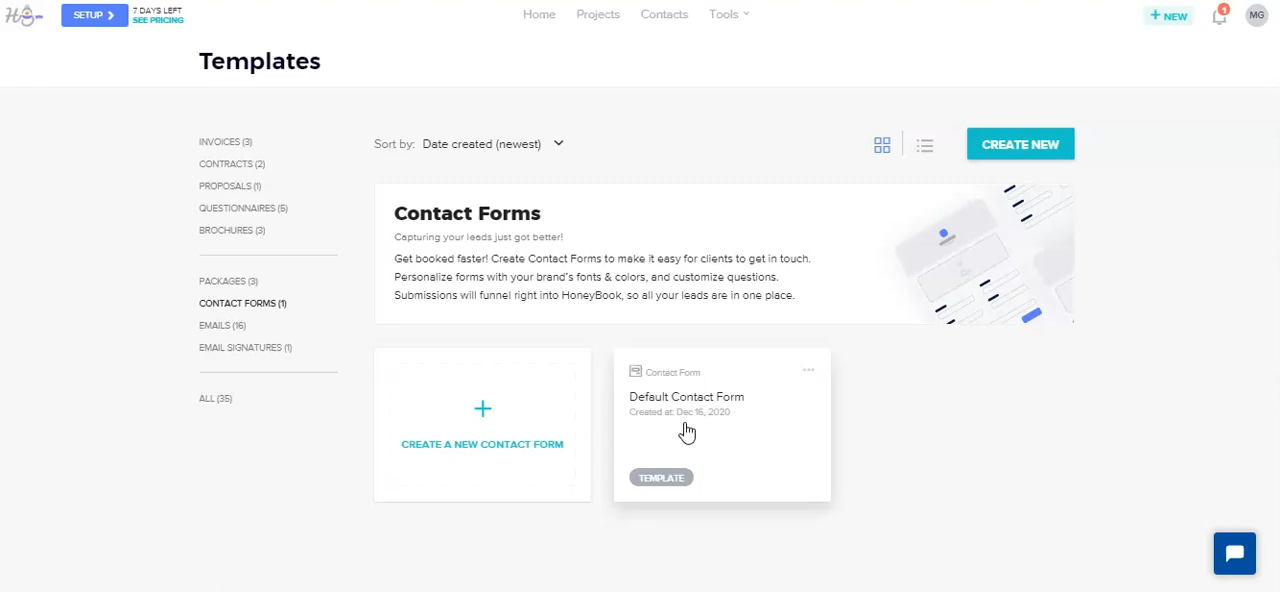 SETUP
7 DAYS LEFT
SEE PRICING
Home
Projects
Contacts
Tools
+ NEW
1
MG
Templates
INVOICES (3)
CONTRACTS (2)
PROPOSALS (1)
QUESTIONNAIRES (5)
BROCHURES (3)
PACKAGES (3)
CONTACT FORMS (1)
EMAILS (16)
EMAIL SIGNATURES (1)
ALL (35)
Sort by: Date created (newest)
CREATE NEW
Contact Forms
Capturing your leads just got better!
Get booked faster! Create Contact Forms to make it easy for clients to get in touch.
Personalize forms with your brand's fonts & colors, and customize questions.
Submissions will funnel right into HoneyBook, so all your leads are in one place.
+
CREATE A NEW CONTACT FORM
Contact Form
Default Contact Form
Created at: Dec 16, 2020
TEMPLATE